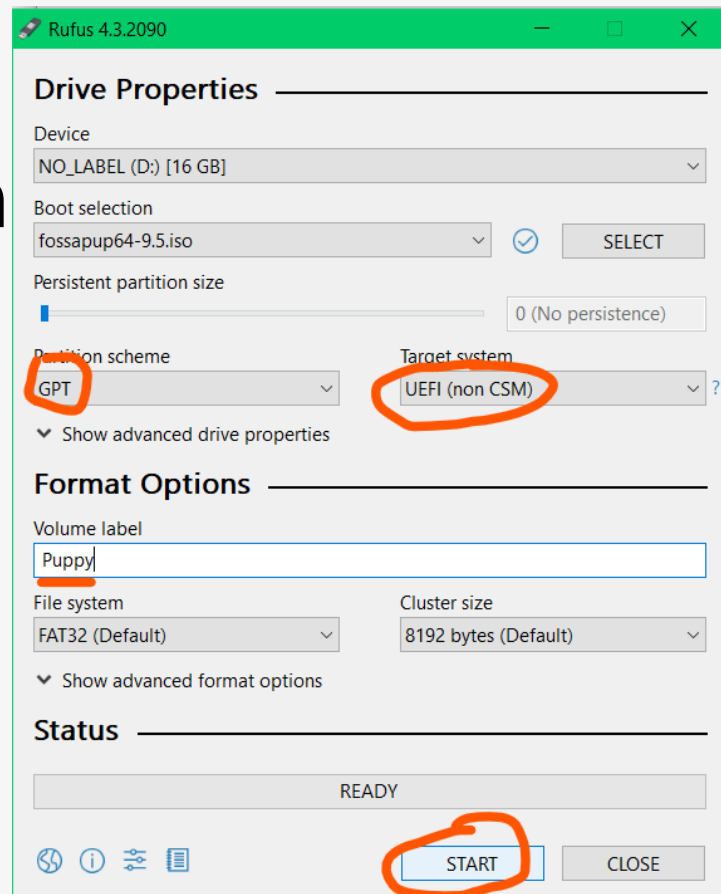 Rufus 4.3.2090
Drive Properties
Device
NO_LABEL (D:) [16 GB]
Boot selection
fossapup64-9.5.iso
SELECT
Persistent partition size
0 (No persistence)
Partition scheme
Target system
GPT
UEFI (non CSM)
?
Show advanced drive properties
Format Options
Volume label
Puppy
File system
Cluster size
FAT32 (Default)
8192 bytes (Default)
Show advanced format options
Status
READY
START
CLOSE